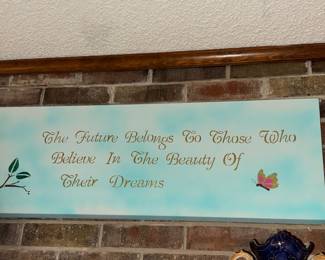 The Future Belongs To Those Who
Believe In The Beauty Of
Their Dreams